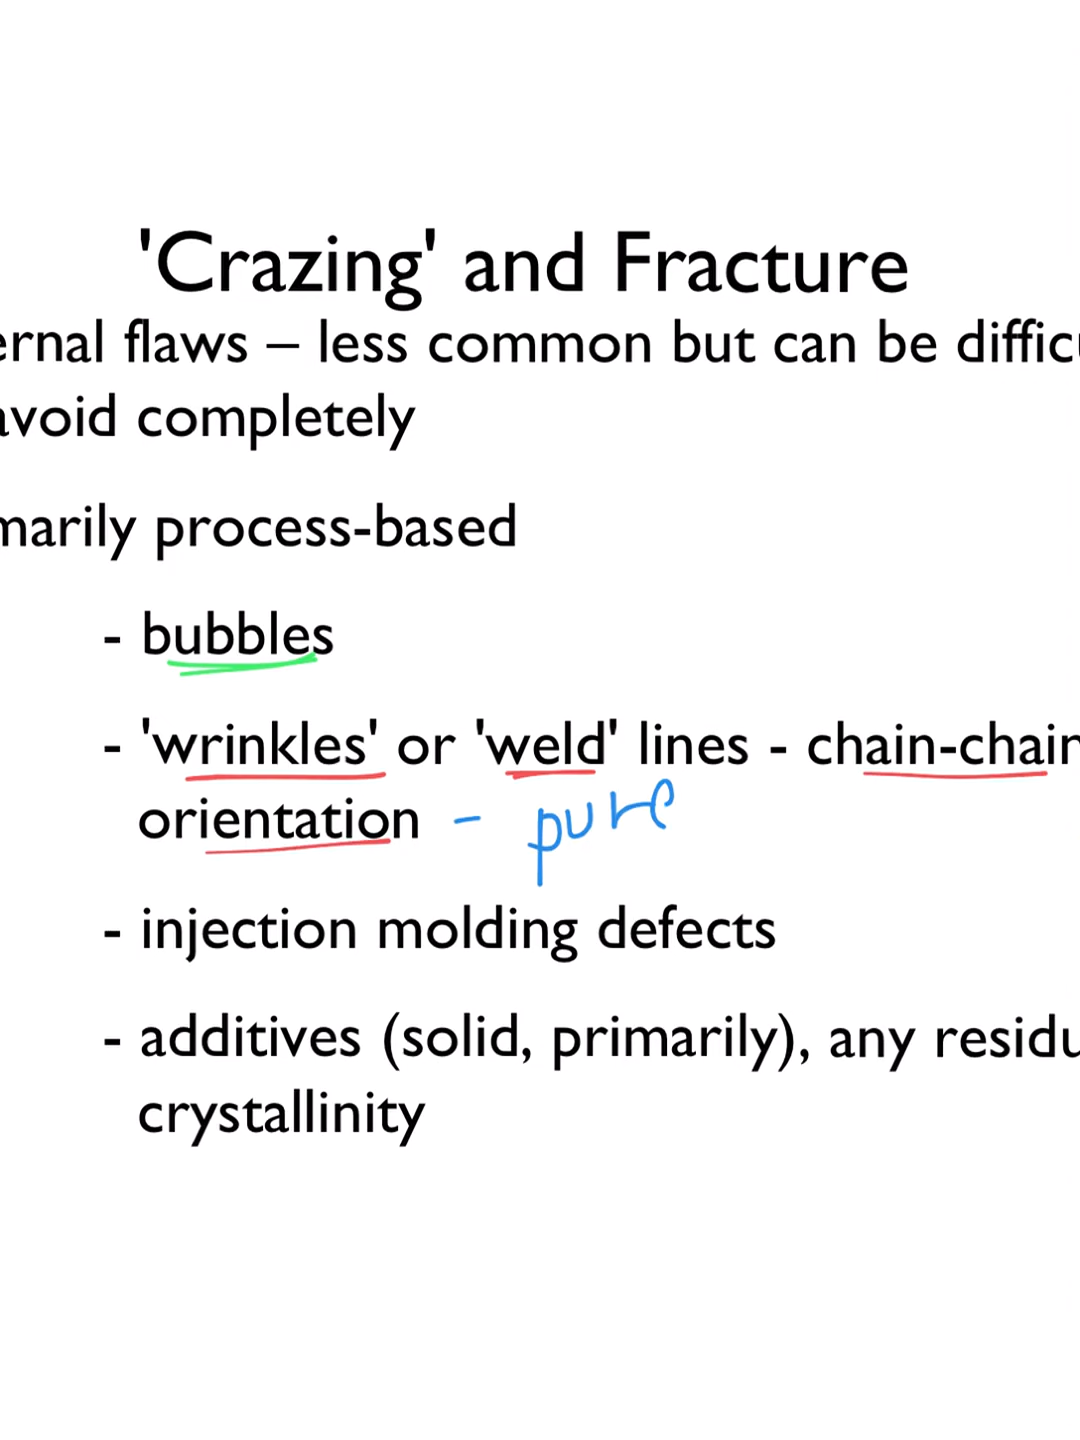 'Crazing' and Fracture
ernal flaws – less common but can be difficu
avoid completely
marily process-based
- bubbles
- 'wrinkles' or 'weld' lines - chain-chain
orientation - pure
- injection molding defects
- additives (solid, primarily), any residu
crystallinity